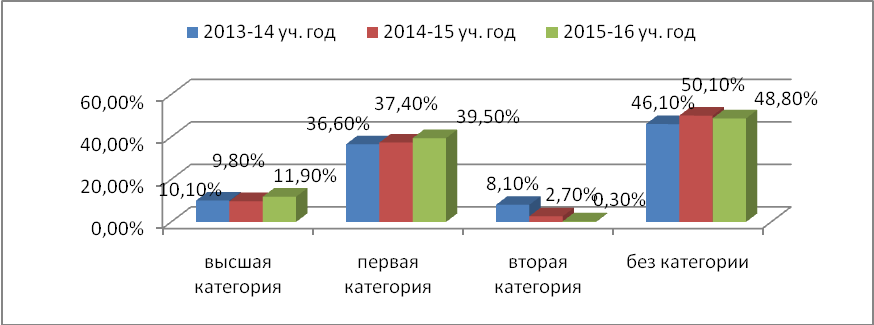 2013-14 уч. год 2014-15 уч. год 2015-16 уч. год
60,00%
40,00%
20,00%
0,00%
10,10%
9,80%
11,90%
36,60%
37,40%
39,50%
8,10%
2,70%
0,30%
46,10%
50,10%
48,80%
высшая
категория
первая
категория
вторая
категория
без категории